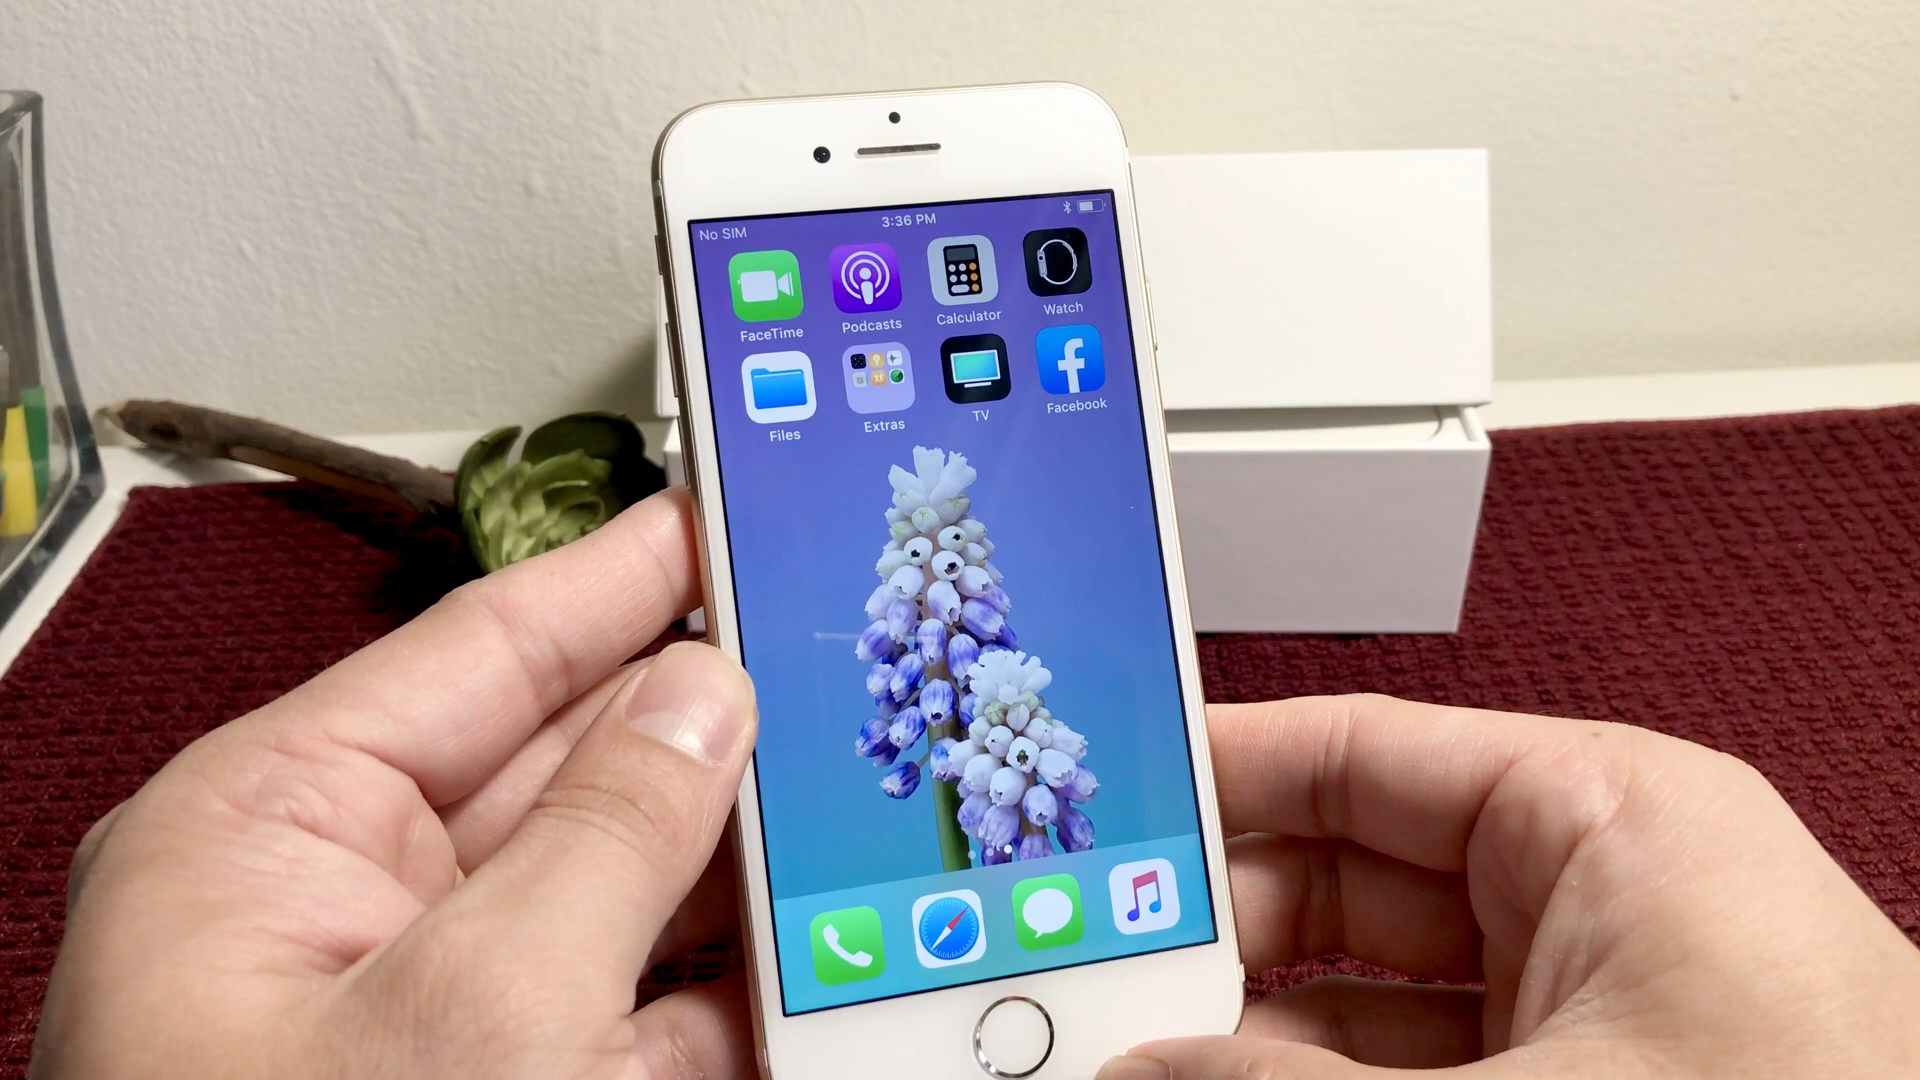 No SIM 3:36 PM
FaceTime Podcasts Calculator Watch
Files Extras TV Facebook